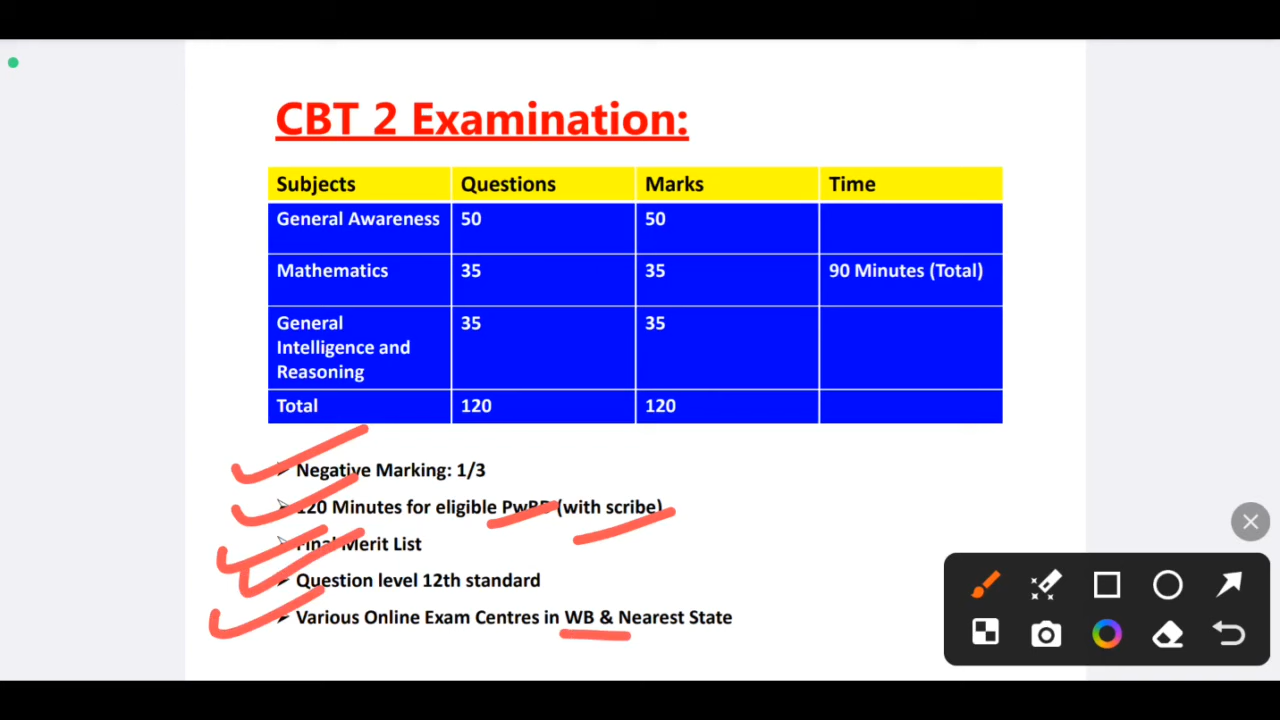 CBT 2 Examination:
Subjects Questions Marks Time
General Awareness 50 50
Mathematics 35 35 90 Minutes (Total)
General 35 35
Intelligence and
Reasoning
Total 120 120
Negative Marking: 1/3
120 Minutes for eligible PwBD (with scribe)
Final Merit List
Question level 12th standard
Various Online Exam Centres in WB & Nearest State